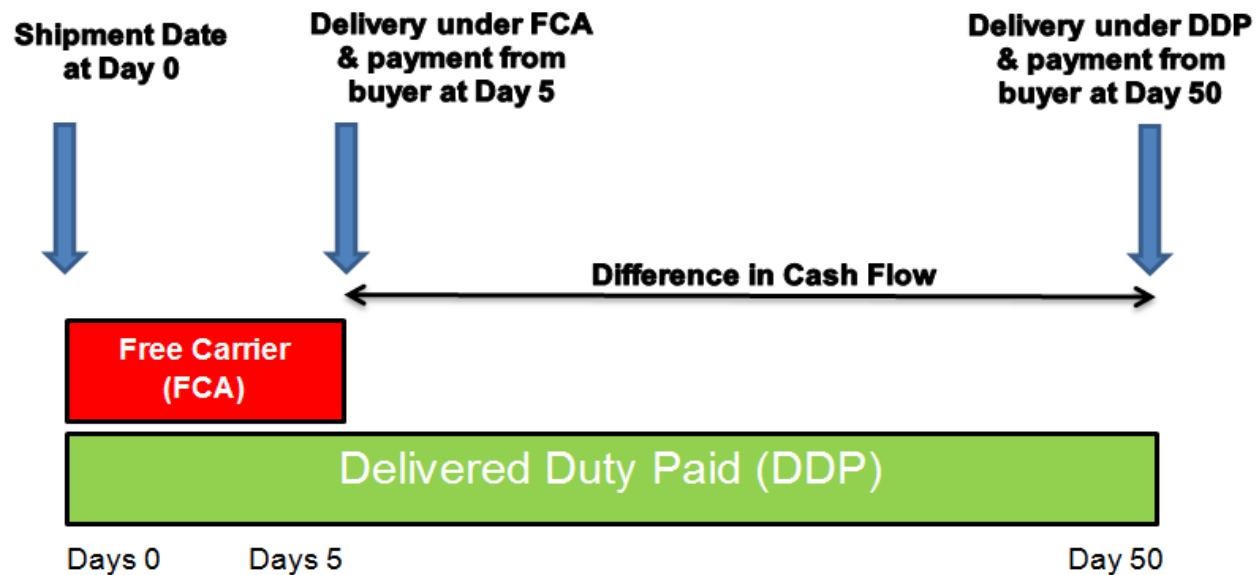 Shipment Date
at Day 0
Delivery under FCA
& payment from
buyer at Day 5
Delivery under DDP
& payment from
buyer at Day 50
Difference in Cash Flow
Free Carrier
(FCA)
Delivered Duty Paid (DDP)
Days 0
Days 5
Day 50